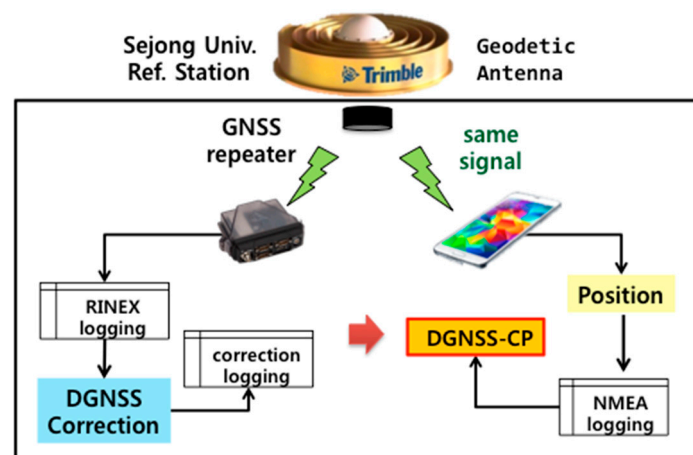 Sejong Univ.
Ref. Station
Trimble
Geodetic
Antenna
GNSS
repeater
same
signal
RINEX
logging
correction
logging
DGNSS
Correction
DGNSS-CP
Position
NMEA
logging